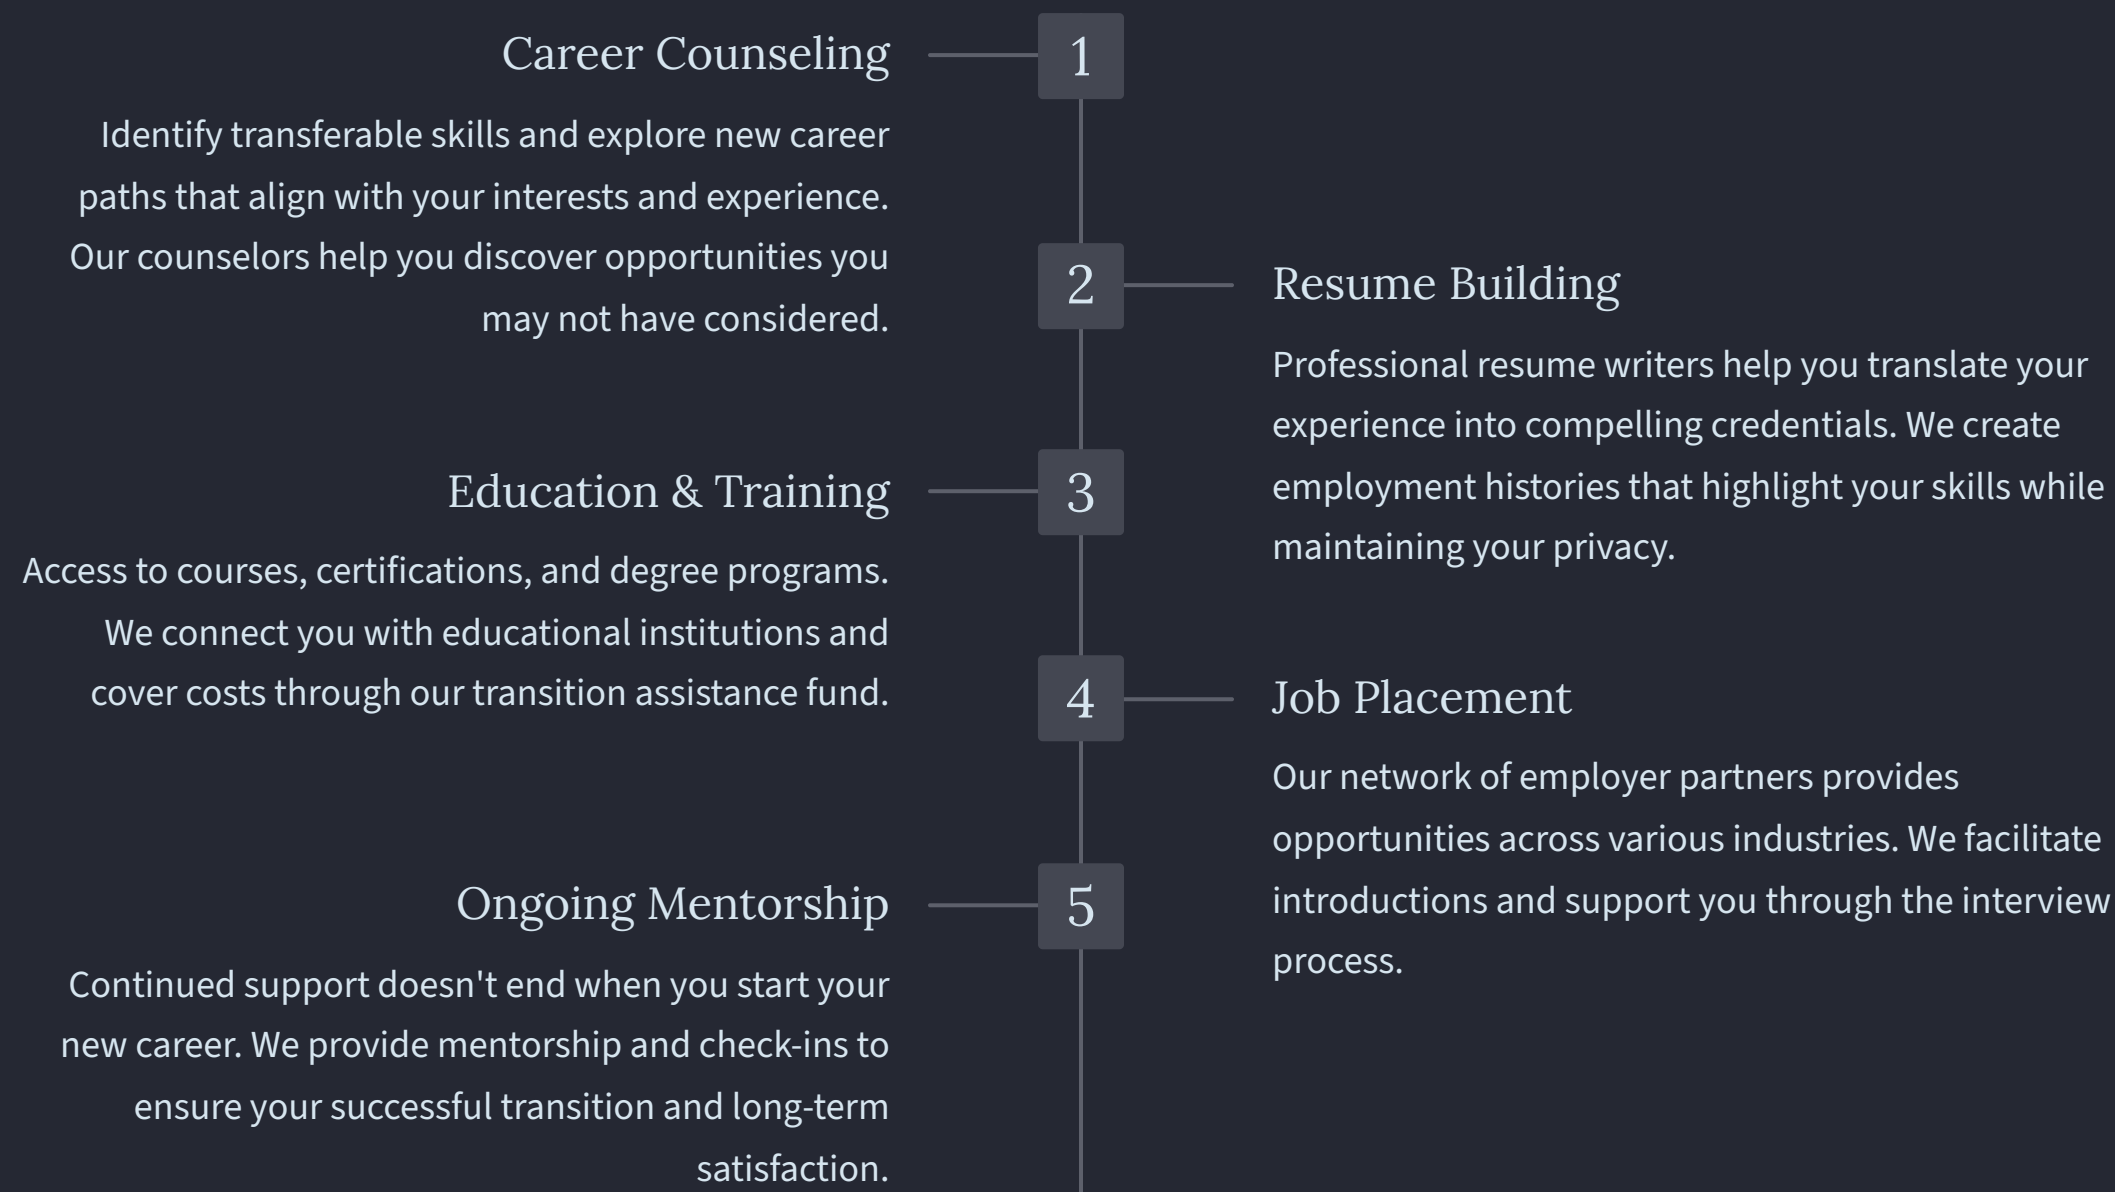 Career Counseling
1
Identify transferable skills and explore new career
paths that align with your interests and experience.
Our counselors help you discover opportunities you
may not have considered.
2
Resume Building
Professional resume writers help you translate your
experience into compelling credentials. We create
employment histories that highlight your skills while
maintaining your privacy.
Education & Training
3
Access to courses, certifications, and degree programs.
We connect you with educational institutions and
cover costs through our transition assistance fund.
4
Job Placement
Our network of employer partners provides
opportunities across various industries. We facilitate
introductions and support you through the interview
process.
Ongoing Mentorship
5
Continued support doesn't end when you start your
new career. We provide mentorship and check-ins to
ensure your successful transition and long-term
satisfaction.